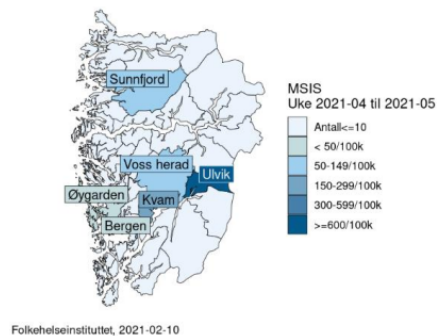 Sunnfjord
Voss herad
Ulvik
Øygarden
Kvam
Bergen
MSIS
Uke 2021-04 til 2021-05
Antall<=10
< 50/100k
50-149/100k
150-299/100k
300-599/100k
>=600/100k
Folkehelseinstituttet, 2021-02-10